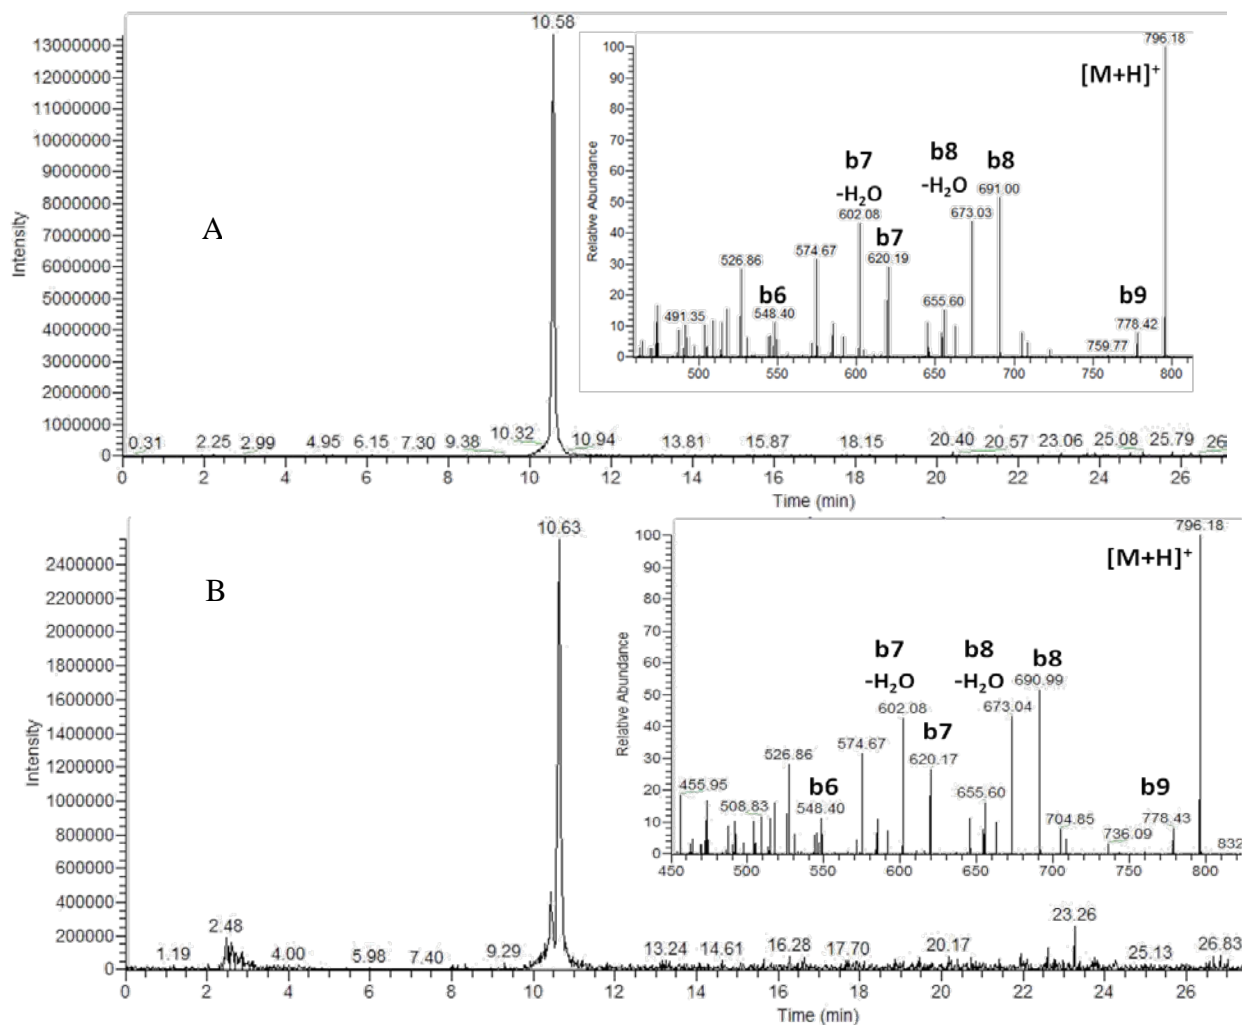 10.58
13000000
12000000
11000000
10000000
9000000
8000000
7000000
6000000
5000000
4000000
3000000
2000000
1000000
0
Intensity
A
0.31 2.25 2.99 4.95 6.15 7.30 9.38 10.32 10.94 13.81 15.87 18.15 20.40 20.57 23.06 25.08 25.79 26
0 2 4 6 8 10 12 14 16 18 20 22 24 26
Time (min)
796.18
[M+H]+
100
90
80
70
60
50
40
30
20
10
0
Relative Abundance
b7
-H2O
602.08
b8
-H2O
673.03
b8
691.00
b7
620.19
526.86
574.67
b6
548.40
491.35
655.60
b9
778.42
759.77
500 550 600 650 700 750 800
10.63
2400000
2200000
2000000
1800000
1600000
1400000
1200000
1000000
800000
600000
400000
200000
0
Intensity
B
1.19 2.48 4.00 5.98 7.40 9.29 13.24 14.61 16.28 17.70 20.17 23.26 25.13 26.83
0 2 4 6 8 10 12 14 16 18 20 22 24 26
Time (min)
796.18
[M+H]+
100
90
80
70
60
50
40
30
20
10
0
Relative Abundance
b7
-H2O
602.08
b8
-H2O
673.04
b8
690.99
b7
620.17
526.86
574.67
455.95
508.83
b6
548.40
655.60
704.85
736.09
b9
778.43
832
450 500 550 600 650 700 750 800